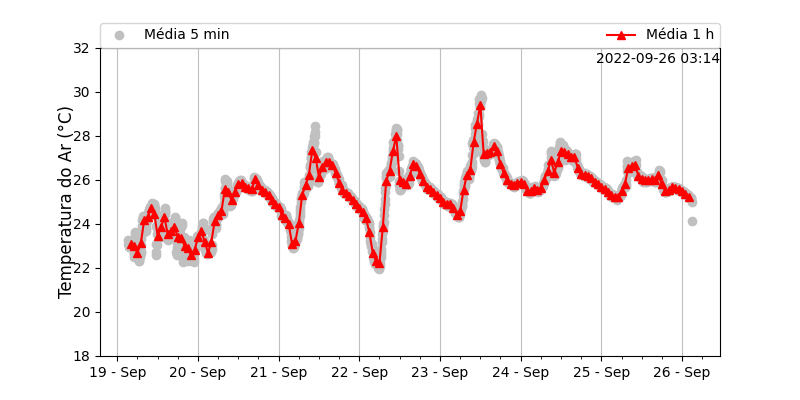 Média 5 min
Média 1 h
2022-09-26 03:14
Temperatura do Ar (°C)
32
30
28
26
24
22
20
18
19 - Sep
20 - Sep
21 - Sep
22 - Sep
23 - Sep
24 - Sep
25 - Sep
26 - Sep